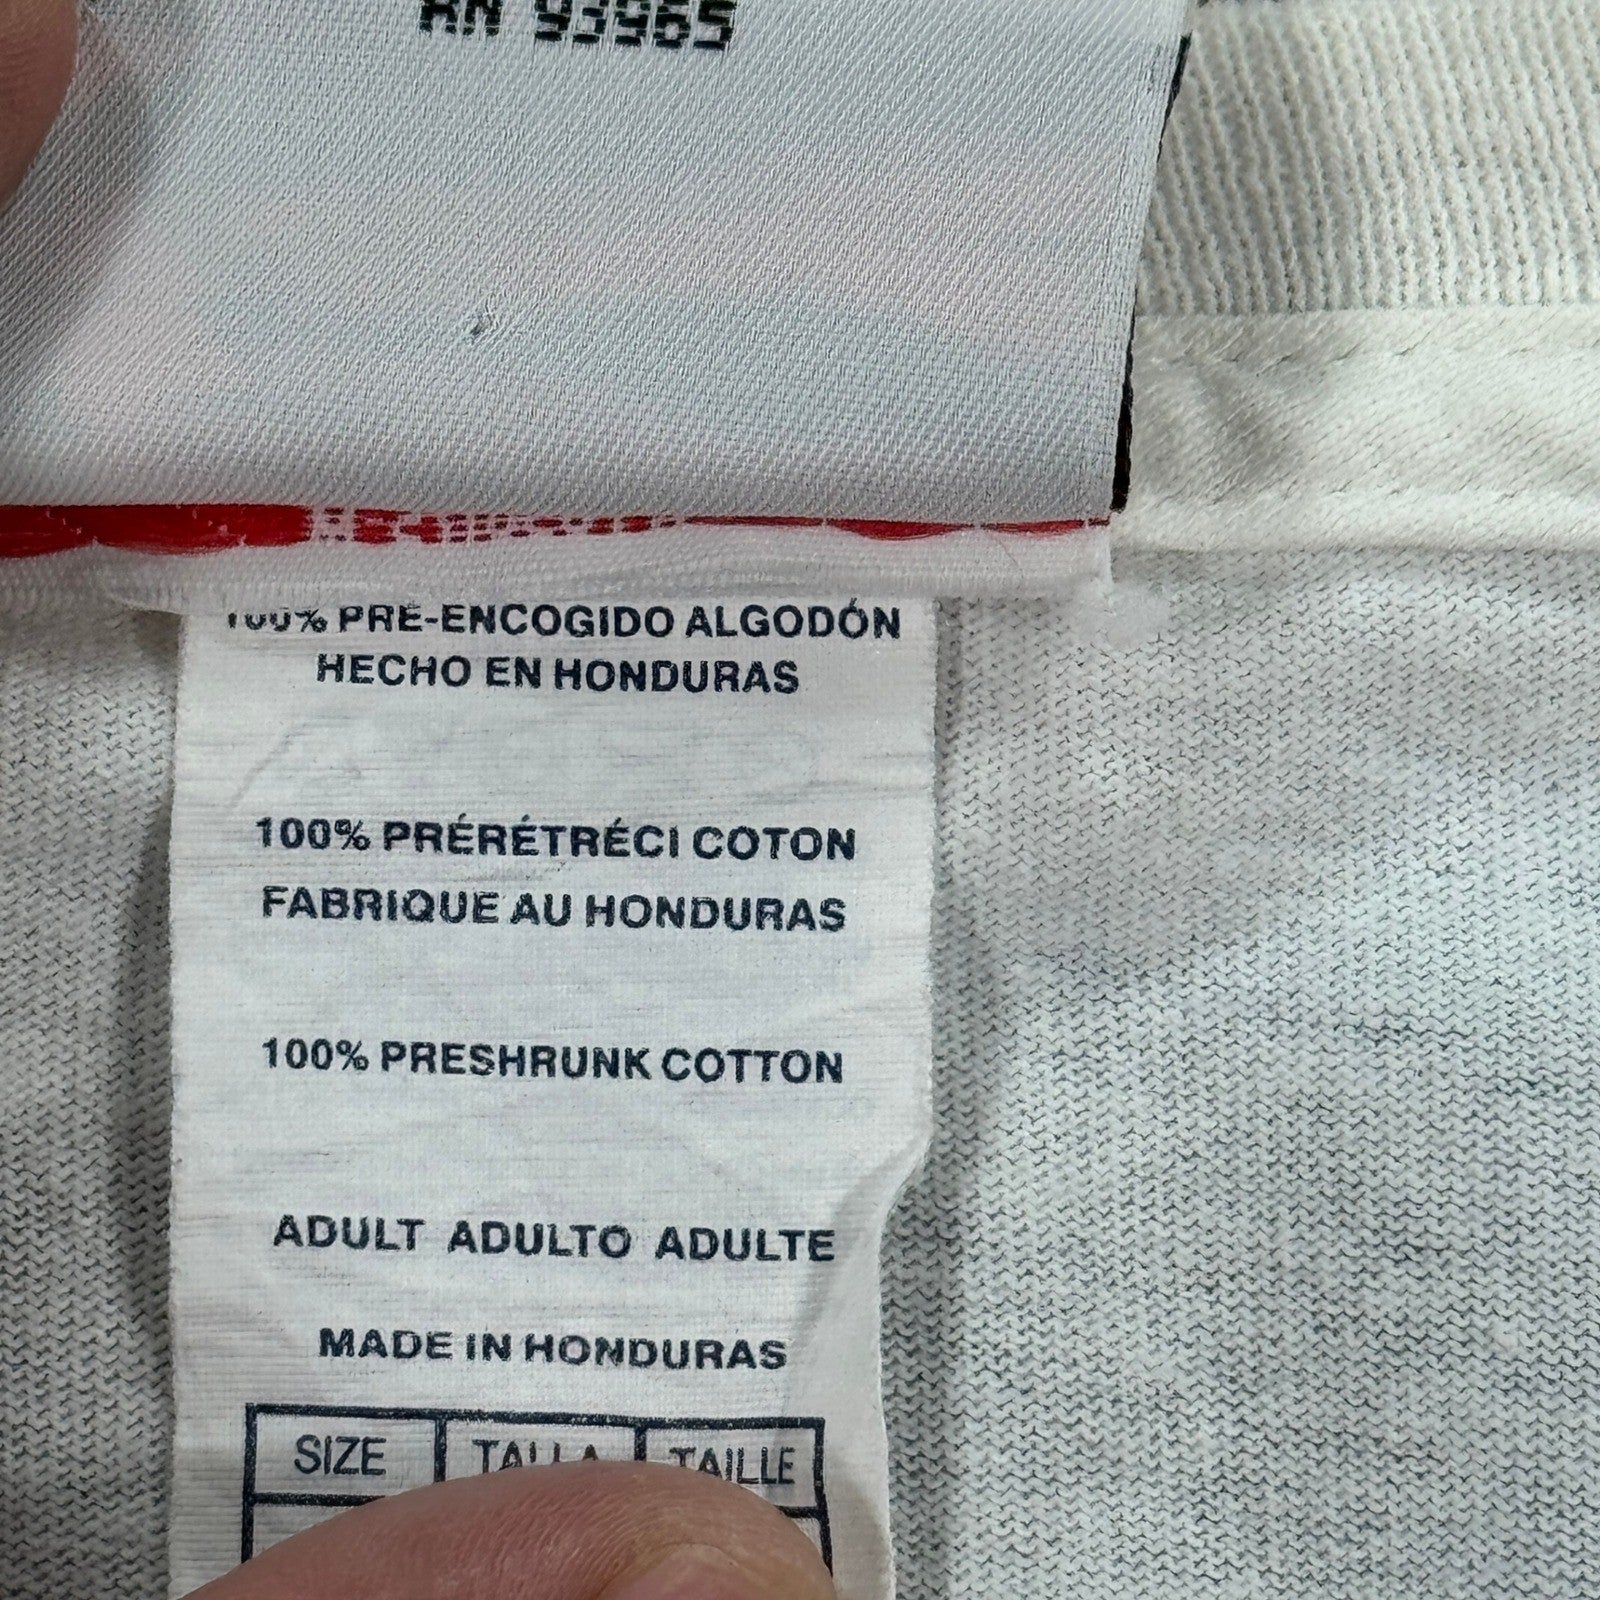 RN 93965
100% PRE-ENCOGIDO ALGODÓN
HECHO EN HONDURAS
100% PRÉRÉTRÉCI COTON
FABRIQUE AU HONDURAS
100% PRESHRUNK COTTON
ADULT ADULTO ADULTE
MADE IN HONDURAS
SIZE TALLA TAILLE